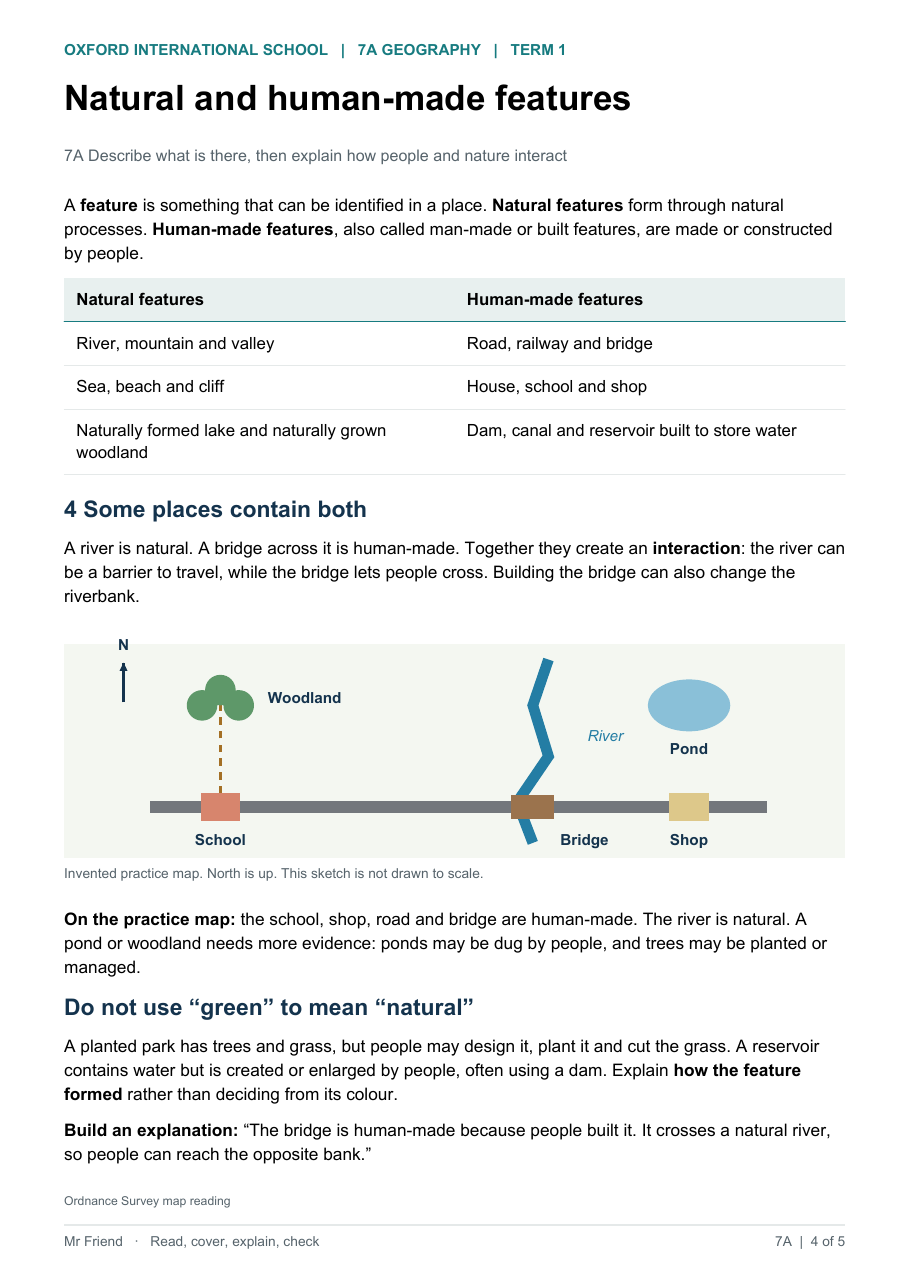 OXFORD INTERNATIONAL SCHOOL | 7A GEOGRAPHY | TERM 1
Natural and human-made features
7A Describe what is there, then explain how people and nature interact
A feature is something that can be identified in a place. Natural features form through natural
processes. Human-made features, also called man-made or built features, are made or constructed
by people.
Natural features Human-made features
River, mountain and valley Road, railway and bridge
Sea, beach and cliff House, school and shop
Naturally formed lake and naturally grown Dam, canal and reservoir built to store water
woodland
4 Some places contain both
A river is natural. A bridge across it is human-made. Together they create an interaction: the river can
be a barrier to travel, while the bridge lets people cross. Building the bridge can also change the
riverbank.
N
Woodland
River
Pond
School
Bridge
Shop
Invented practice map. North is up. This sketch is not drawn to scale.
On the practice map: the school, shop, road and bridge are human-made. The river is natural. A
pond or woodland needs more evidence: ponds may be dug by people, and trees may be planted or
managed.
Do not use “green” to mean “natural”
A planted park has trees and grass, but people may design it, plant it and cut the grass. A reservoir
contains water but is created or enlarged by people, often using a dam. Explain how the feature
formed rather than deciding from its colour.
Build an explanation: “The bridge is human-made because people built it. It crosses a natural river,
so people can reach the opposite bank.”
Ordnance Survey map reading
Mr Friend · Read, cover, explain, check 7A | 4 of 5